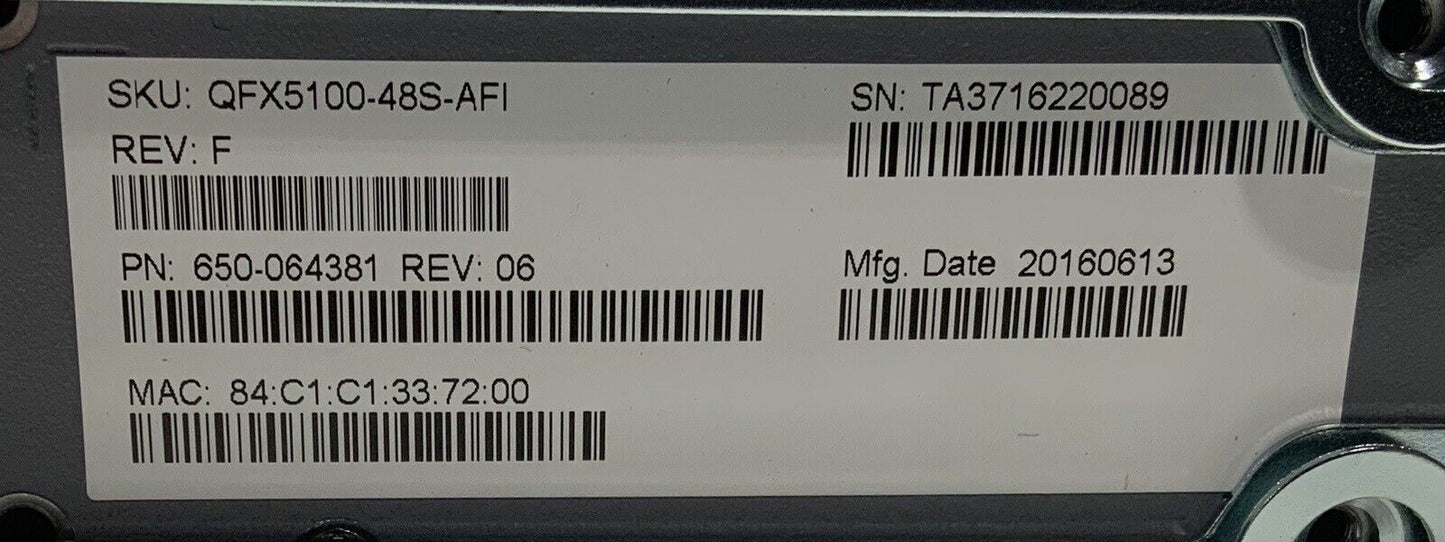 SKU: QFX5100-48S-AFI
REV: F
SN: TA3716220089
PN: 650-064381 REV: 06
Mfg. Date 20160613
MAC: 84:C1:C1:33:72:00